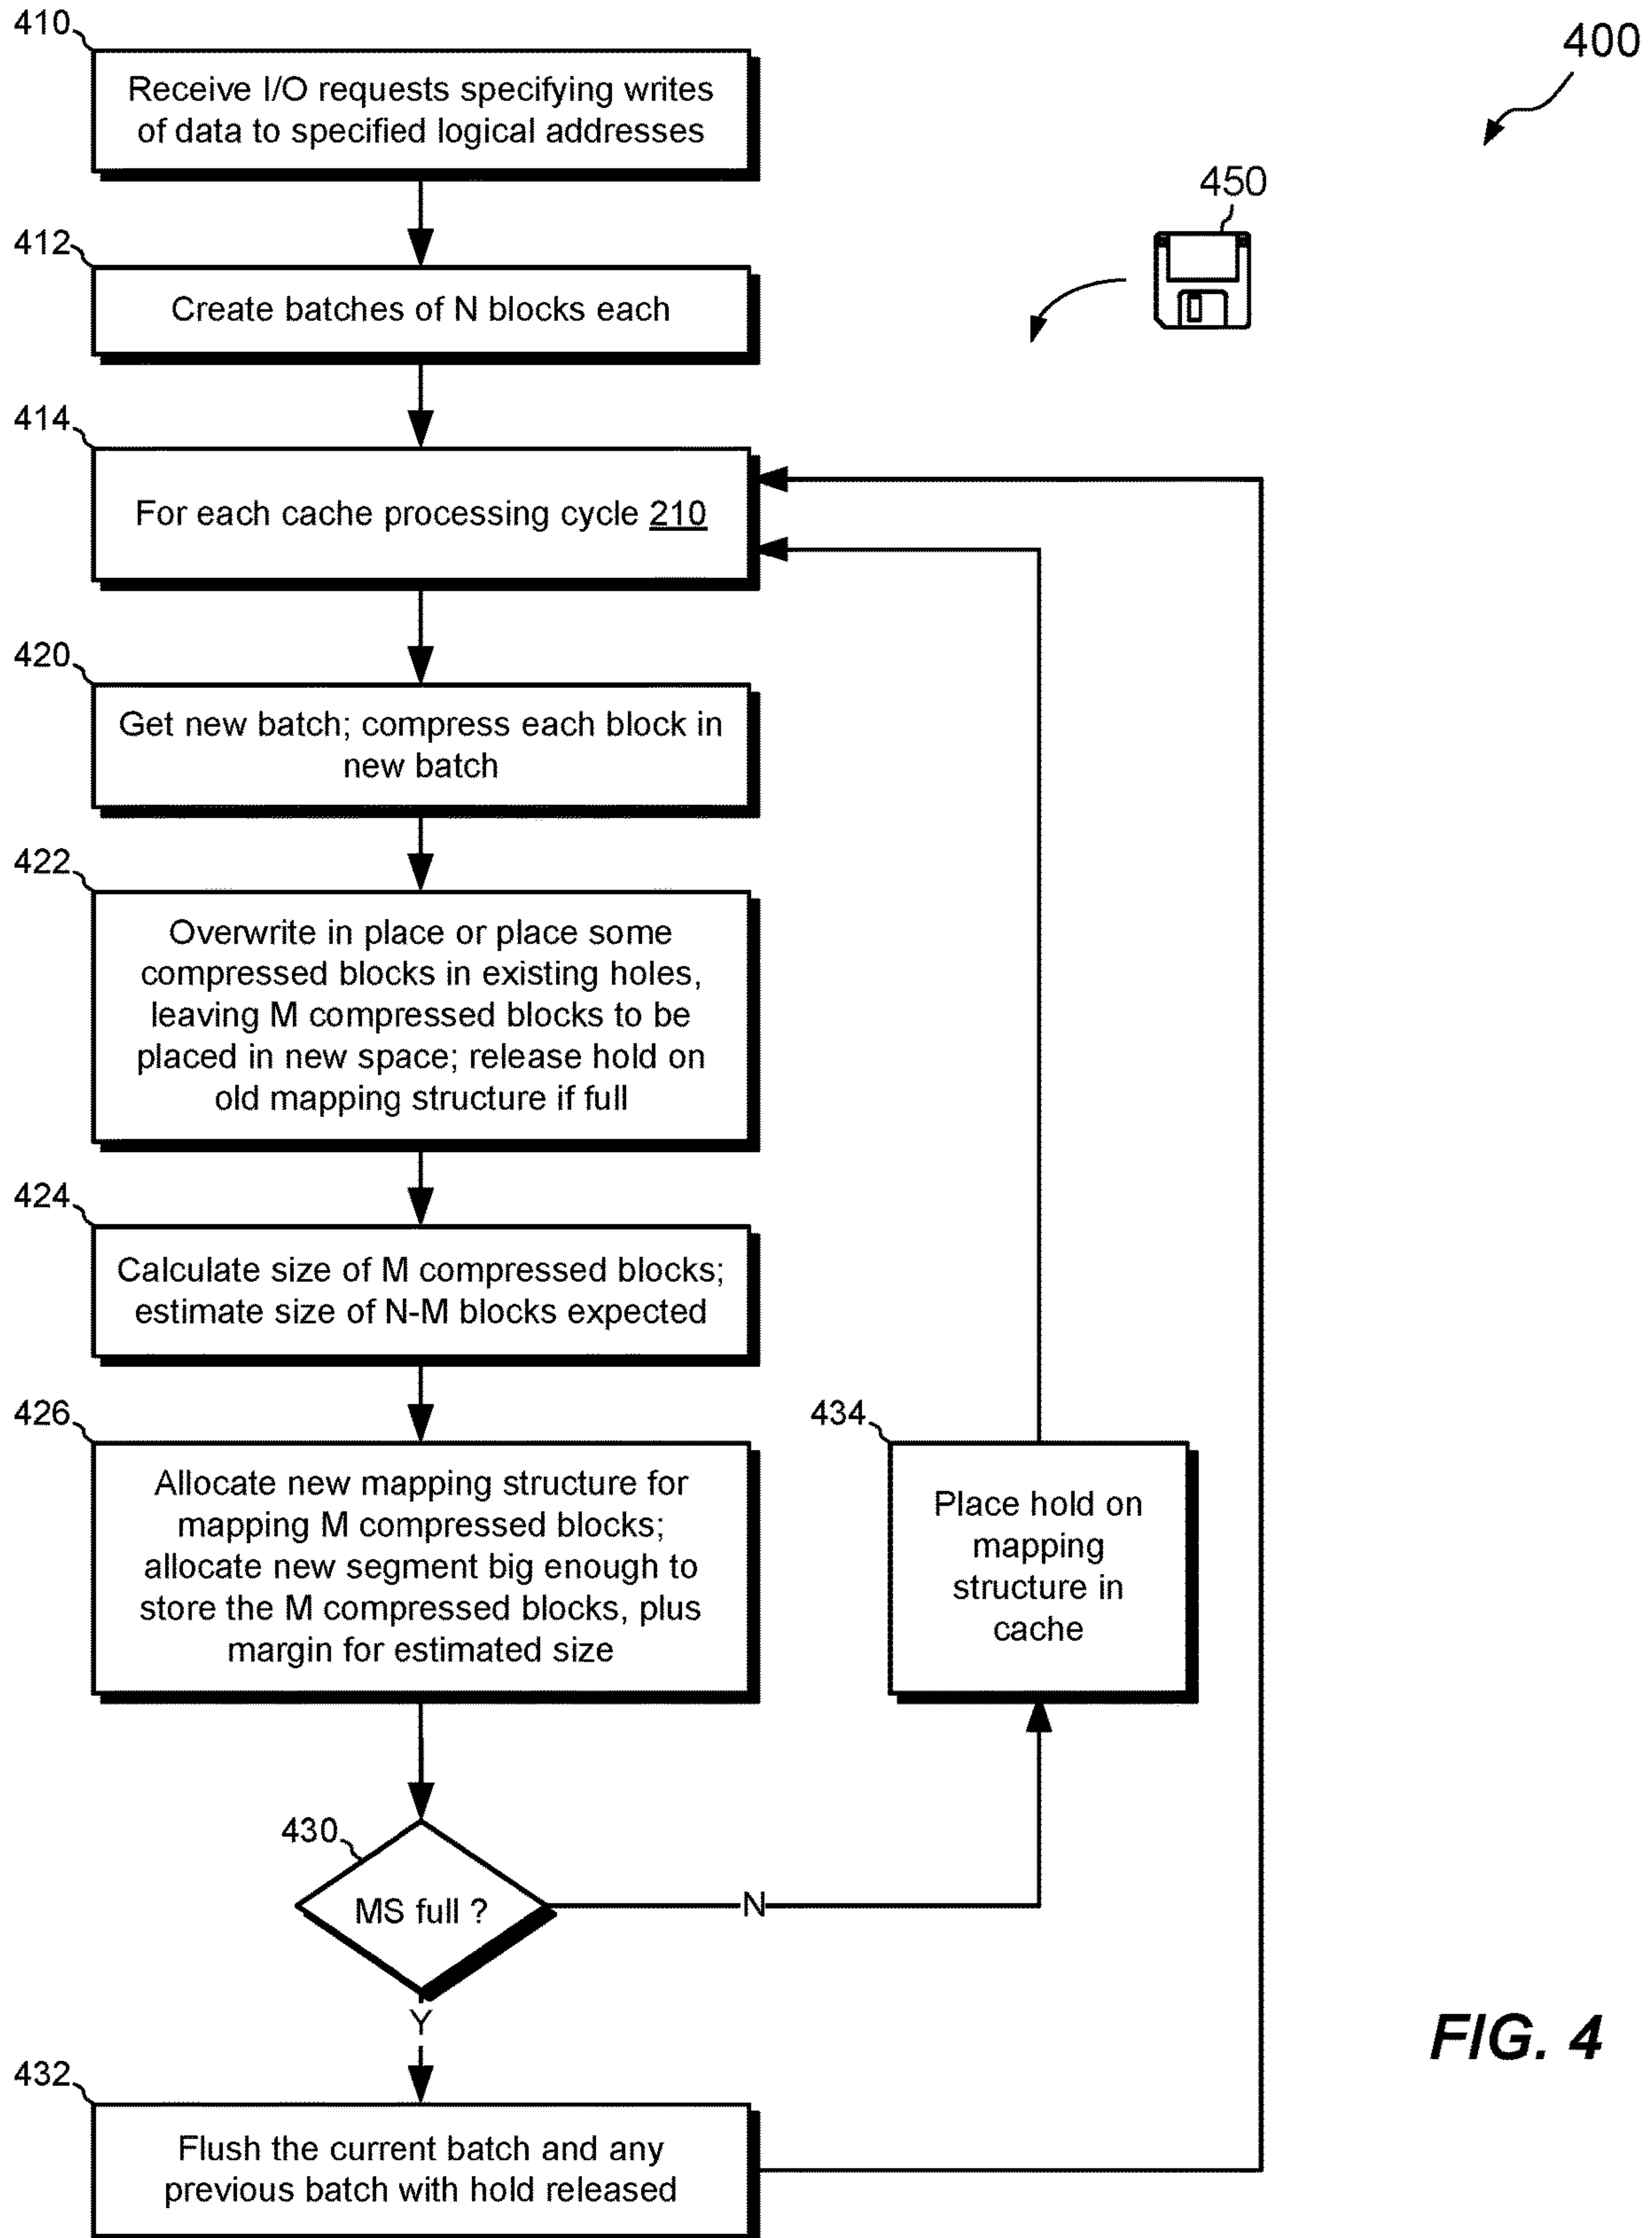 400
410
Receive I/O requests specifying writes
of data to specified logical addresses
450
412
Create batches of N blocks each
414
For each cache processing cycle 210
420
Get new batch; compress each block in
new batch
422
Overwrite in place or place some
compressed blocks in existing holes,
leaving M compressed blocks to be
placed in new space; release hold on
old mapping structure if full
424
Calculate size of M compressed blocks;
estimate size of N-M blocks expected
426
Allocate new mapping structure for
mapping M compressed blocks;
allocate new segment big enough to
store the M compressed blocks, plus
margin for estimated size
434
Place hold on
mapping
structure in
cache
430
MS full ?
N
Y
432
Flush the current batch and any
previous batch with hold released
FIG. 4